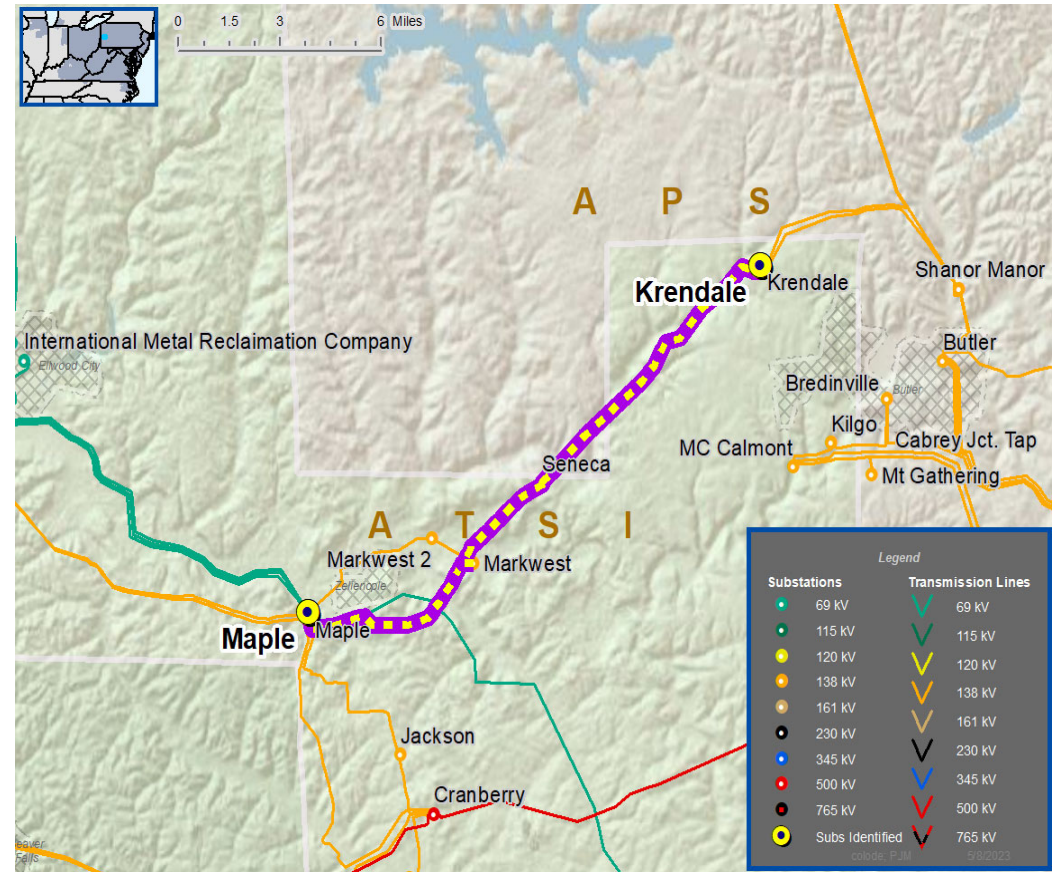 0 1.5 3 6 Miles
A P S
Krendale
Krendale
Shanor Manor
International Metal Reclaimation Company
Ellwood City
Butler
Bredinville
Butler
Kilgo
MC Calmont
Cabrey Jct. Tap
Seneca
Mt Gathering
A T S I
Markwest 2
Markwest
Zelienople
Maple
Maple
Jackson
Cranberry
eaver
Falls
Legend
Substations Transmission Lines
69 kV 69 kV
115 kV 115 kV
120 kV 120 kV
138 kV 138 kV
161 kV 161 kV
230 kV 230 kV
345 kV 345 kV
500 kV 500 kV
765 kV 765 kV
Subs Identified
colode; PJM 5/8/2023